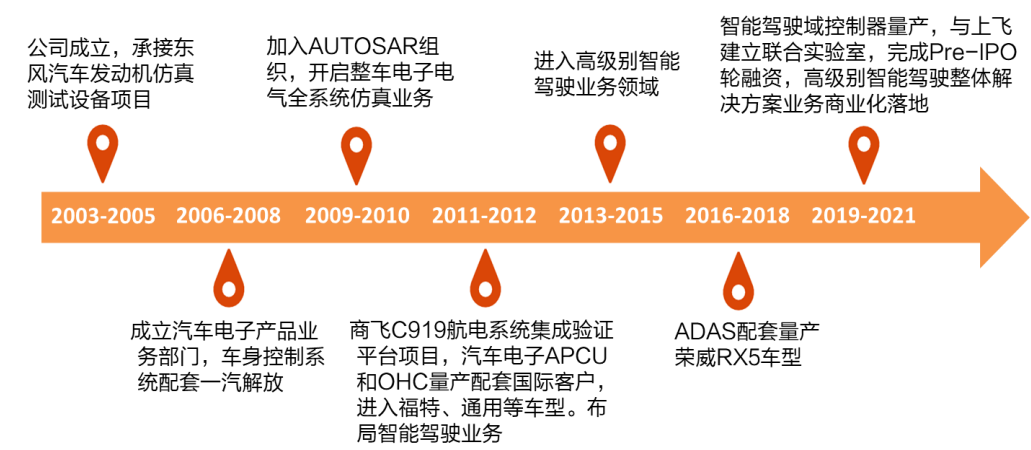 公司成立，承接东
风汽车发动机仿真
测试设备项目
加入AUTOSAR组
织，开启整车电子电
气全系统仿真业务
进入高级别智能
驾驶业务领域
智能驾驶域控制器量产，与上飞
建立联合实验室，完成Pre-IPO
轮融资，高级别智能驾驶整体解
决方案业务商业化落地
2003-2005 2006-2008 2009-2010 2011-2012 2013-2015 2016-2018 2019-2021
成立汽车电子产品业
务部门，车身控制系
统配套一汽解放
商飞C919航电系统集成验证
平台项目，汽车电子APCU
和OHC量产配套国际客户，
进入福特、通用等车型。布
局智能驾驶业务
ADAS配套量产
荣威RX5车型